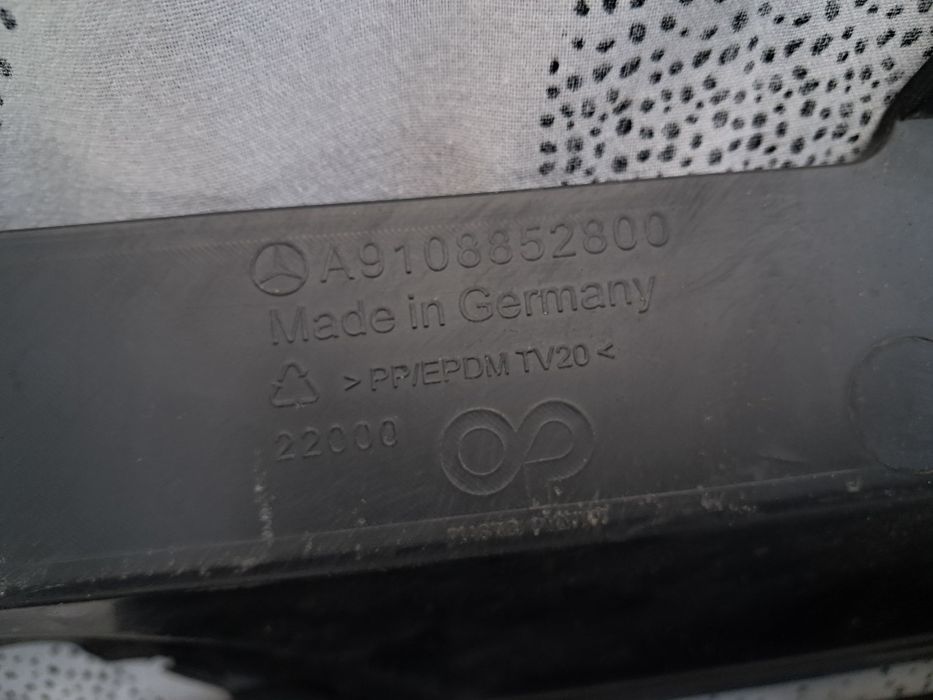 A9108852800
Made in Germany
>PP/EPDM TV20<
22000